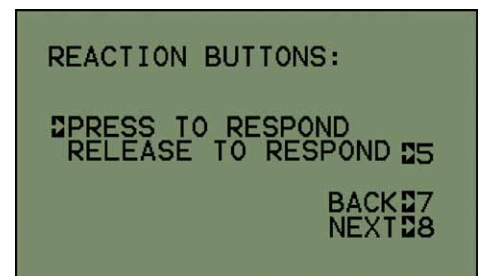 REACTION BUTTONS:
PRESS TO RESPOND
RELEASE TO RESPOND 5
BACK 7
NEXT 8